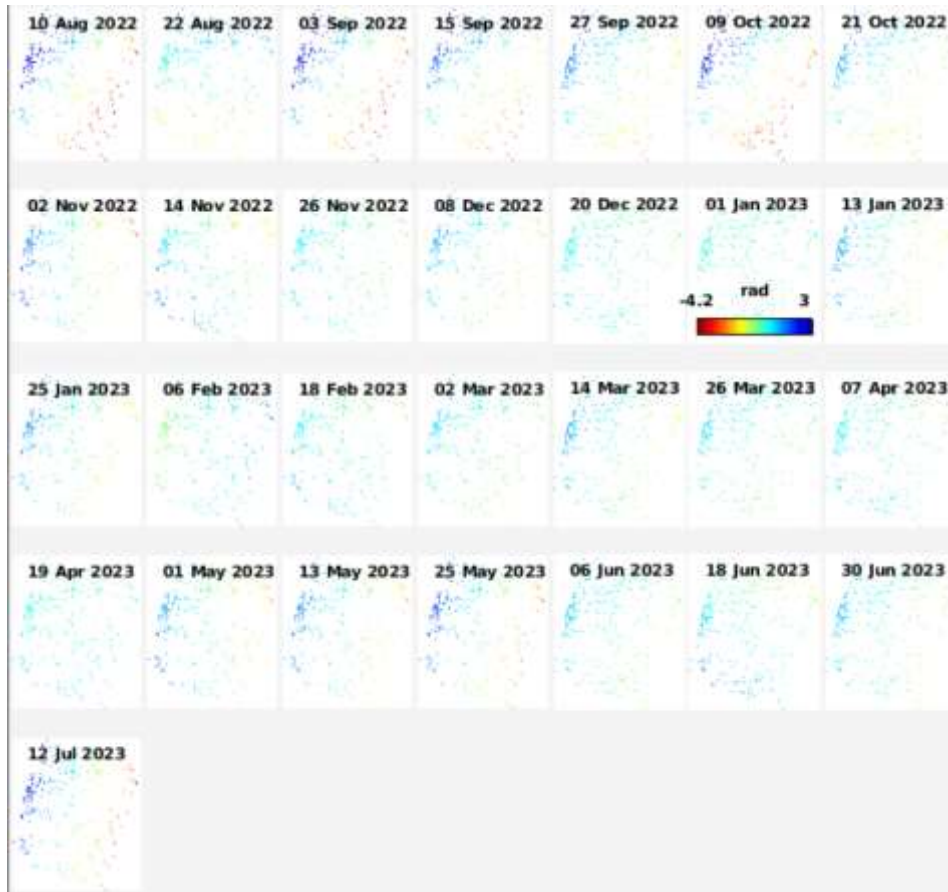 10 Aug 2022 22 Aug 2022 03 Sep 2022 15 Sep 2022 27 Sep 2022 09 Oct 2022 21 Oct 2022
02 Nov 2022 14 Nov 2022 26 Nov 2022 08 Dec 2022 20 Dec 2022 01 Jan 2023 13 Jan 2023
rad
-4.2 3
25 Jan 2023 06 Feb 2023 18 Feb 2023 02 Mar 2023 14 Mar 2023 26 Mar 2023 07 Apr 2023
19 Apr 2023 01 May 2023 13 May 2023 25 May 2023 06 Jun 2023 18 Jun 2023 30 Jun 2023
12 Jul 2023